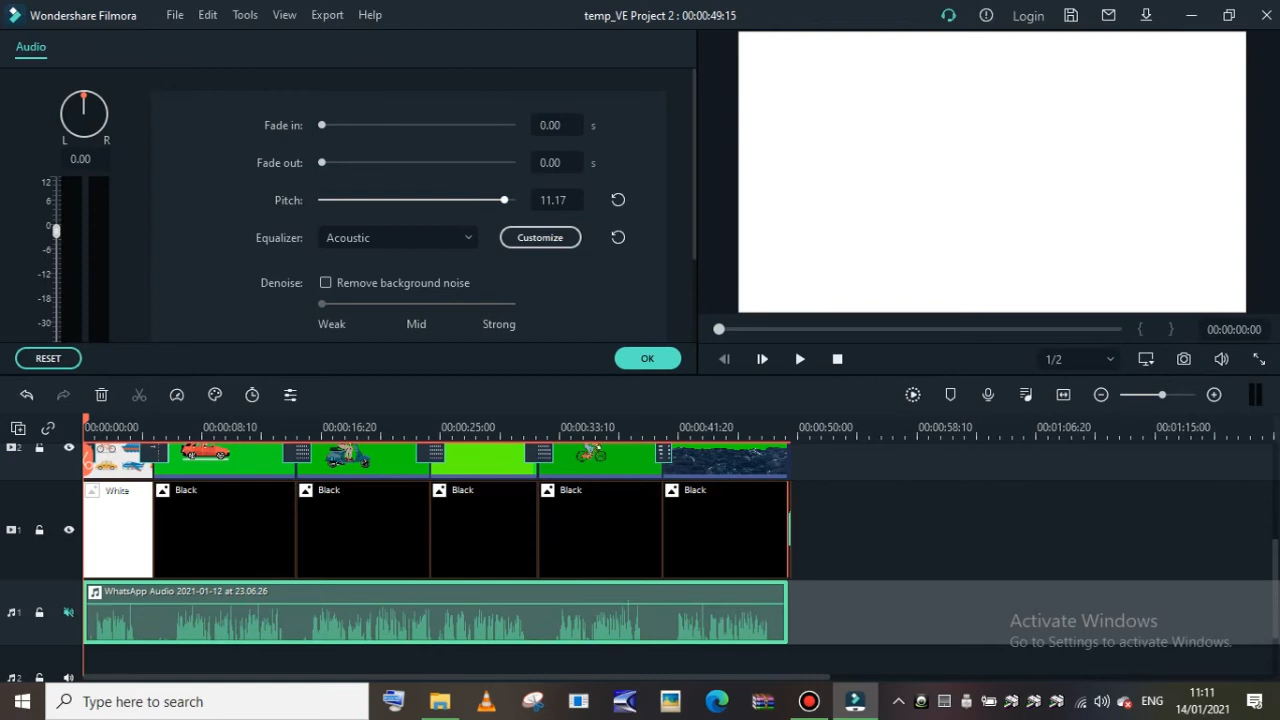 Wondershare Filmora File Edit Tools View Export Help temp_VE Project 2 : 00:00:49:15 Login
Audio
L R
0.00
12
6
0
-6
-12
-18
-30
Fade in: 0.00 s
Fade out: 0.00 s
Pitch: 11.17
Equalizer: Acoustic Customize
Denoise: Remove background noise
Weak Mid Strong
RESET OK
00:00:00:00
1/2
00:00:00:00 00:00:08:10 00:00:16:20 00:00:25:00 00:00:33:10 00:00:41:20 00:00:50:00 00:00:58:10 00:01:06:20 00:01:15:00
2
White Black Black Black Black Black
1
WhatsApp Audio 2021-01-12 at 23.06.26
1
Activate Windows
Go to Settings to activate Windows.
2
Type here to search
ENG
11:11
14/01/2021